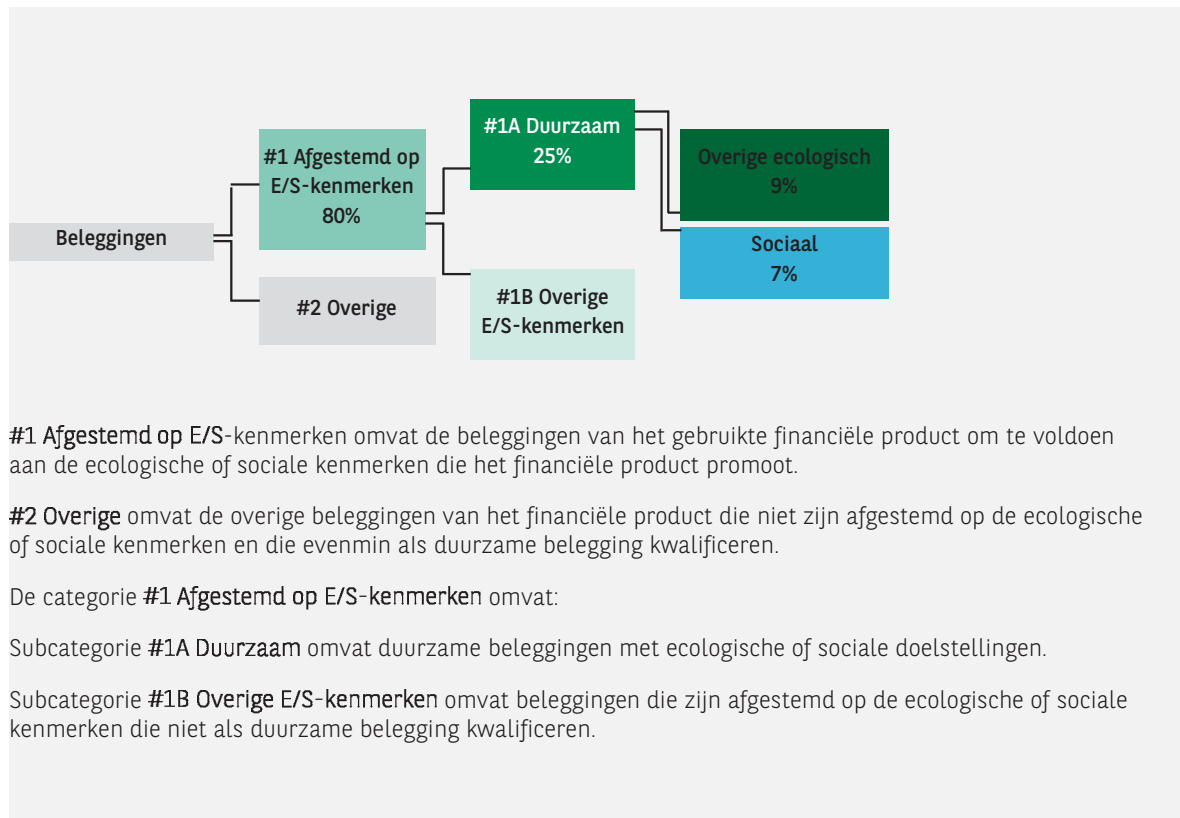 Beleggingen
#1 Afgestemd op
E/S-kenmerken
80%
#2 Overige
#1A Duurzaam
25%
#1B Overige
E/S-kenmerken
Overige ecologisch
9%
Sociaal
7%
#1 Afgestemd op E/S-kenmerken omvat de beleggingen van het gebruikte financiële product om te voldoen
aan de ecologische of sociale kenmerken die het financiële product promoot.
#2 Overige omvat de overige beleggingen van het financiële product die niet zijn afgestemd op de ecologische
of sociale kenmerken en die evenmin als duurzame belegging kwalificeren.
De categorie #1 Afgestemd op E/S-kenmerken omvat:
Subcategorie #1A Duurzaam omvat duurzame beleggingen met ecologische of sociale doelstellingen.
Subcategorie #1B Overige E/S-kenmerken omvat beleggingen die zijn afgestemd op de ecologische of sociale
kenmerken die niet als duurzame belegging kwalificeren.